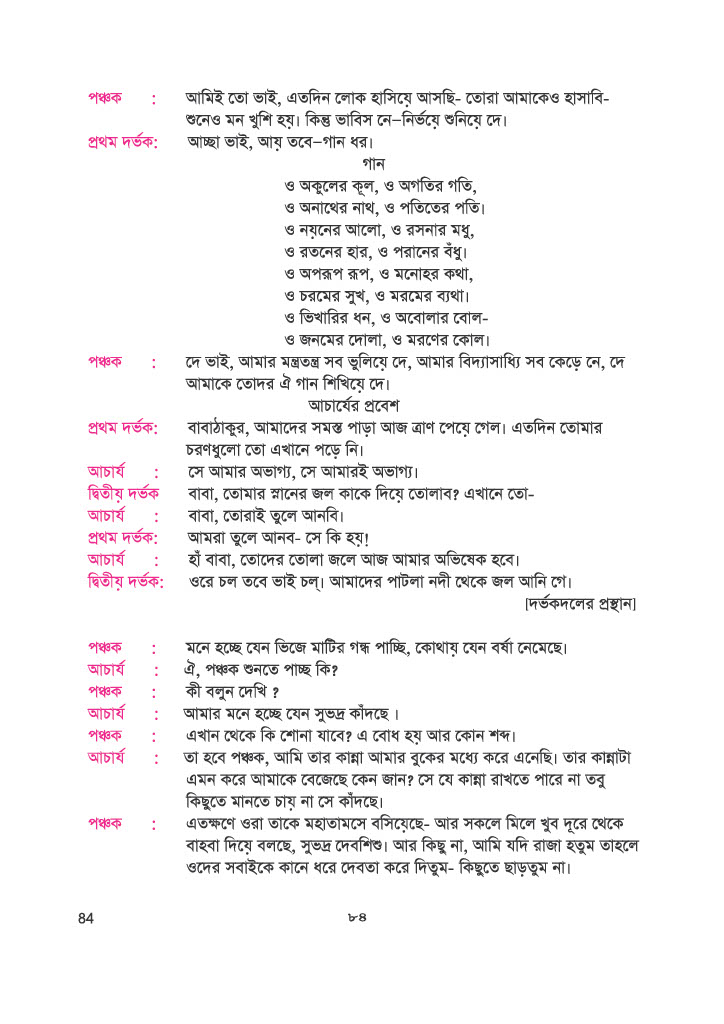 পঞ্চক : আমিই তো ভাই, এতদিন লোক হাসিয়ে আসছি- তোরা আমাকেও হাসাবি-
শুনেও মন খুশি হয়। কিন্তু ভাবিস নে–নির্ভয়ে শুনিয়ে দে।
প্রথম দর্ভক: আচ্ছা ভাই, আয় তবে–গান ধর।
গান
ও অকুলের কূল, ও অগতির গতি,
ও অনাথের নাথ, ও পতিতের পতি।
ও নয়নের আলো, ও রসনার মধু,
ও রতনের হার, ও পরানের বঁধু।
ও অপরূপ রূপ, ও মনোহর কথা,
ও চরমের সুখ, ও মরমের ব্যথা।
ও ভিখারির ধন, ও অবোলার বোল-
ও জনমের দোলা, ও মরণের কোল।
পঞ্চক : দে ভাই, আমার মন্ত্রতন্ত্র সব ভুলিয়ে দে, আমার বিদ্যাসাধ্যি সব কেড়ে নে, দে
আমাকে তোদর ঐ গান শিখিয়ে দে।
আচার্যের প্রবেশ
প্রথম দর্ভক: বাবাঠাকুর, আমাদের সমস্ত পাড়া আজ ত্রাণ পেয়ে গেল। এতদিন তোমার
চরণধুলো তো এখানে পড়ে নি।
আচার্য : সে আমার অভাগ্য, সে আমারই অভাগ্য।
দ্বিতীয় দর্ভক বাবা, তোমার স্নানের জল কাকে দিয়ে তোলাব? এখানে তো-
আচার্য : বাবা, তোরাই তুলে আনবি।
প্রথম দর্ভক: আমরা তুলে আনব- সে কি হয়!
আচার্য : হাঁ বাবা, তোদের তোলা জলে আজ আমার অভিষেক হবে।
দ্বিতীয় দর্ভক: ওরে চল তবে ভাই চল্। আমাদের পাটলা নদী থেকে জল আনি গে।
[দর্ভকদলের প্রস্থান]
পঞ্চক : মনে হচ্ছে যেন ভিজে মাটির গন্ধ পাচ্ছি, কোথায় যেন বর্ষা নেমেছে।
আচার্য : ঐ, পঞ্চক শুনতে পাচ্ছ কি?
পঞ্চক : কী বলুন দেখি ?
আচার্য : আমার মনে হচ্ছে যেন সুভদ্র কাঁদছে ।
পঞ্চক : এখান থেকে কি শোনা যাবে? এ বোধ হয় আর কোন শব্দ।
আচার্য : তা হবে পঞ্চক, আমি তার কান্না আমার বুকের মধ্যে করে এনেছি। তার কান্নাটা
এমন করে আমাকে বেজেছে কেন জান? সে যে কান্না রাখতে পারে না তবু
কিছুতে মানতে চায় না সে কাঁদছে।
পঞ্চক : এতক্ষণে ওরা তাকে মহাতামসে বসিয়েছে- আর সকলে মিলে খুব দূরে থেকে
বাহবা দিয়ে বলছে, সুভদ্র দেবশিশু। আর কিছু না, আমি যদি রাজা হতুম তাহলে
ওদের সবাইকে কানে ধরে দেবতা করে দিতুম- কিছুতে ছাড়তুম না।
84 ৮৪